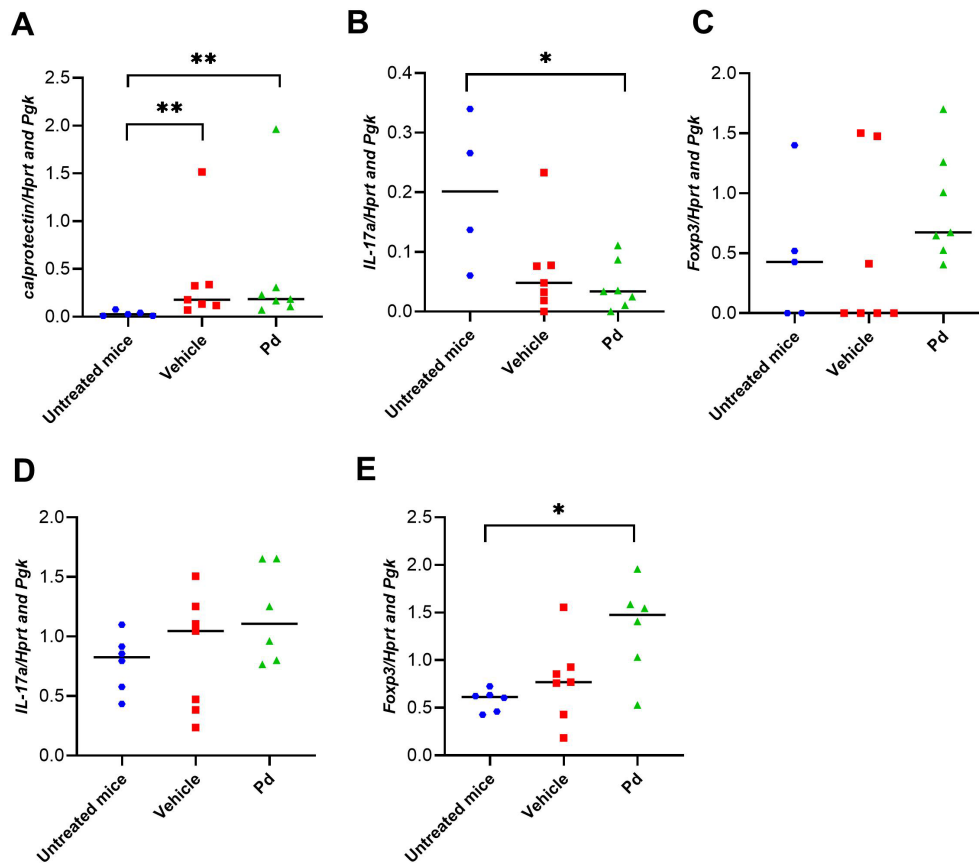 A
calprotectin/Hprt and Pgk
2.5
2.0
1.5
1.0
0.5
0.0
**
**
Untreated mice
Vehicle
Pd
B
IL-17a/Hprt and Pgk
0.4
0.3
0.2
0.1
0.0
*
Untreated mice
Vehicle
Pd
C
Foxp3/Hprt and Pgk
2.0
1.5
1.0
0.5
0.0
Untreated mice
Vehicle
Pd
D
IL-17a/Hprt and Pgk
2.0
1.5
1.0
0.5
0.0
Untreated mice
Vehicle
Pd
E
Foxp3/Hprt and Pgk
2.5
2.0
1.5
1.0
0.5
0.0
*
Untreated mice
Vehicle
Pd